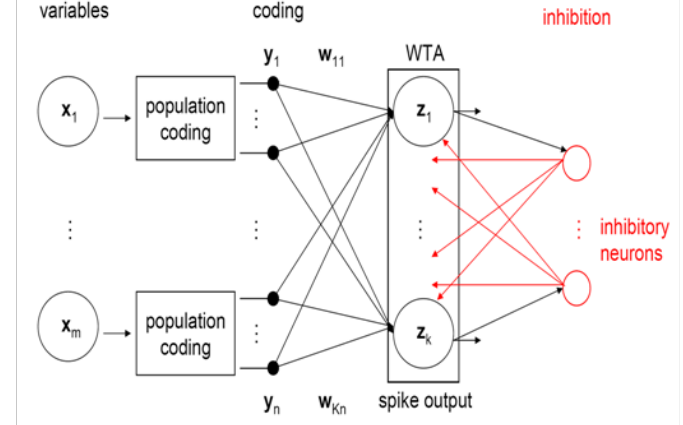 variables
coding
inhibition
y1
w11
WTA
x1
population
coding
z1
inhibitory
neurons
xm
population
coding
zk
yn
wKn
spike output